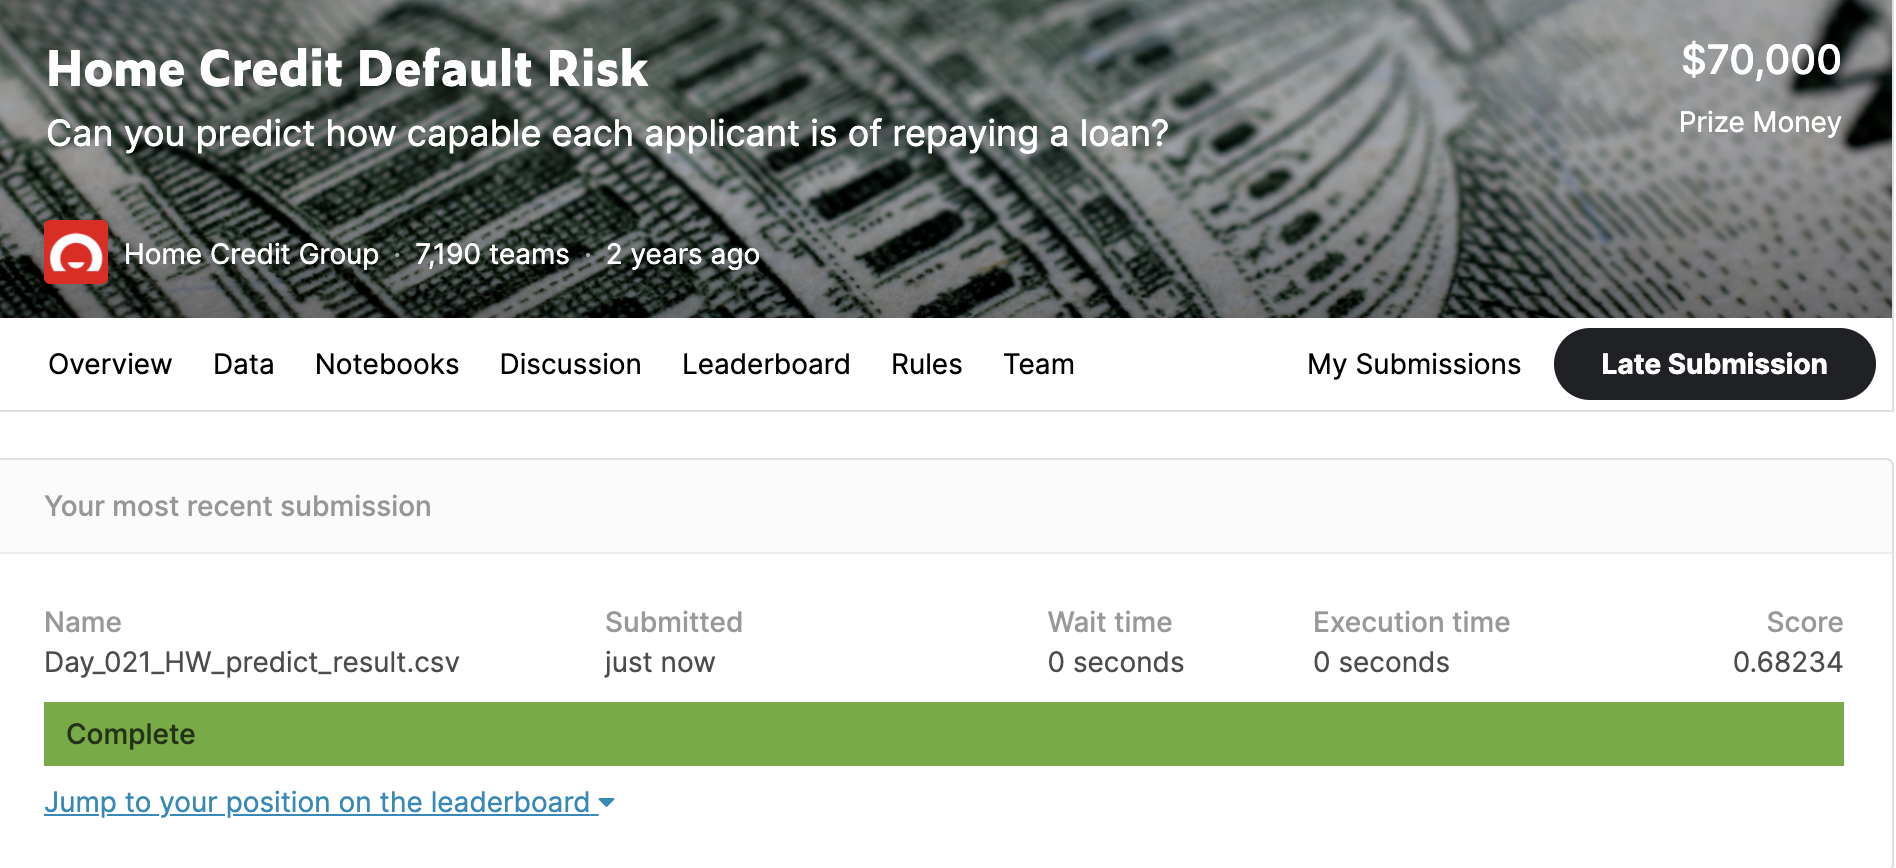 Home Credit Default Risk
$70,000
Can you predict how capable each applicant is of repaying a loan?
Prize Money
Home Credit Group · 7,190 teams · 2 years ago
Overview Data Notebooks Discussion Leaderboard Rules Team My Submissions Late Submission
Your most recent submission
Name Submitted Wait time Execution time Score
Day_021_HW_predict_result.csv just now 0 seconds 0 seconds 0.68234
Complete
Jump to your position on the leaderboard